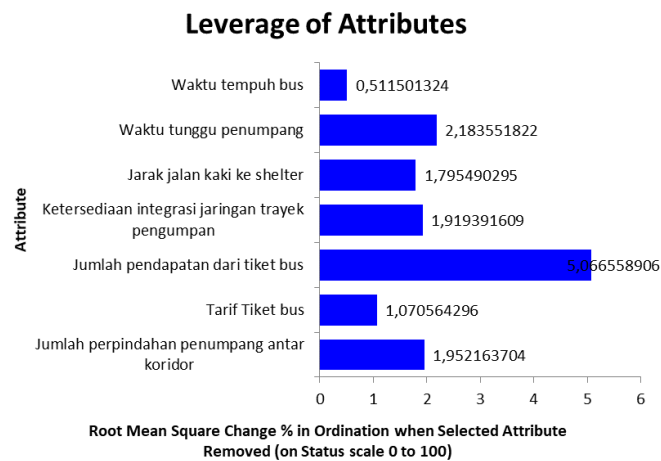 Leverage of Attributes
Attribute
Waktu tempuh bus
0,511501324
Waktu tunggu penumpang
2,183551822
Jarak jalan kaki ke shelter
1,795490295
Ketersediaan integrasi jaringan trayek
pengumpan
1,919391609
Jumlah pendapatan dari tiket bus
5,066558906
Tarif Tiket bus
1,070564296
Jumlah perpindahan penumpang antar
koridor
1,952163704
0 1 2 3 4 5 6
Root Mean Square Change % in Ordination when Selected Attribute
Removed (on Status scale 0 to 100)